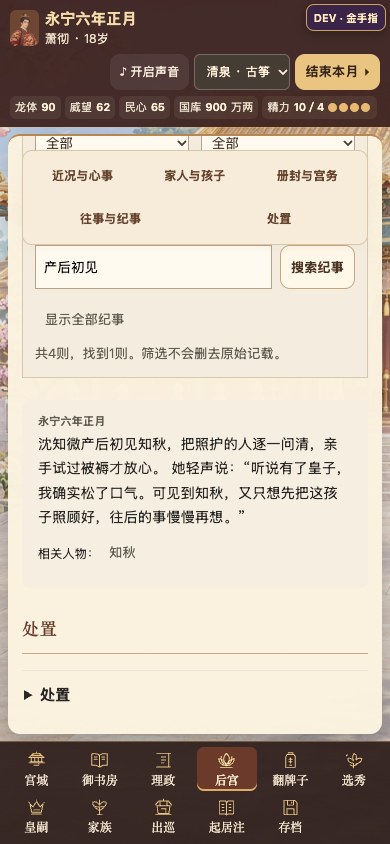 永宁六年正月
萧彻 · 18岁
DEV · 金手指
♪ 开启声音
清泉 · 古筝
结束本月
龙体 90
威望 62
民心 65
国库 900 万两
精力 10 / 4
全部
全部
近况与心事
家人与孩子
册封与宫务
往事与纪事
处置
产后初见
搜索纪事
显示全部纪事
共4则，找到1则。筛选不会删去原始记载。
永宁六年正月
沈知微产后初见知秋，把照护的人逐一问清，亲
手试过被褥才放心。 她轻声说：“听说有了皇子，
我确实松了口气。可见到知秋，又只想先把这孩
子照顾好，往后的事慢慢再想。”
相关人物： 知秋
处置
处置
宫城
御书房
理政
后宫
翻牌子
选秀
皇嗣
家族
出巡
起居注
存档